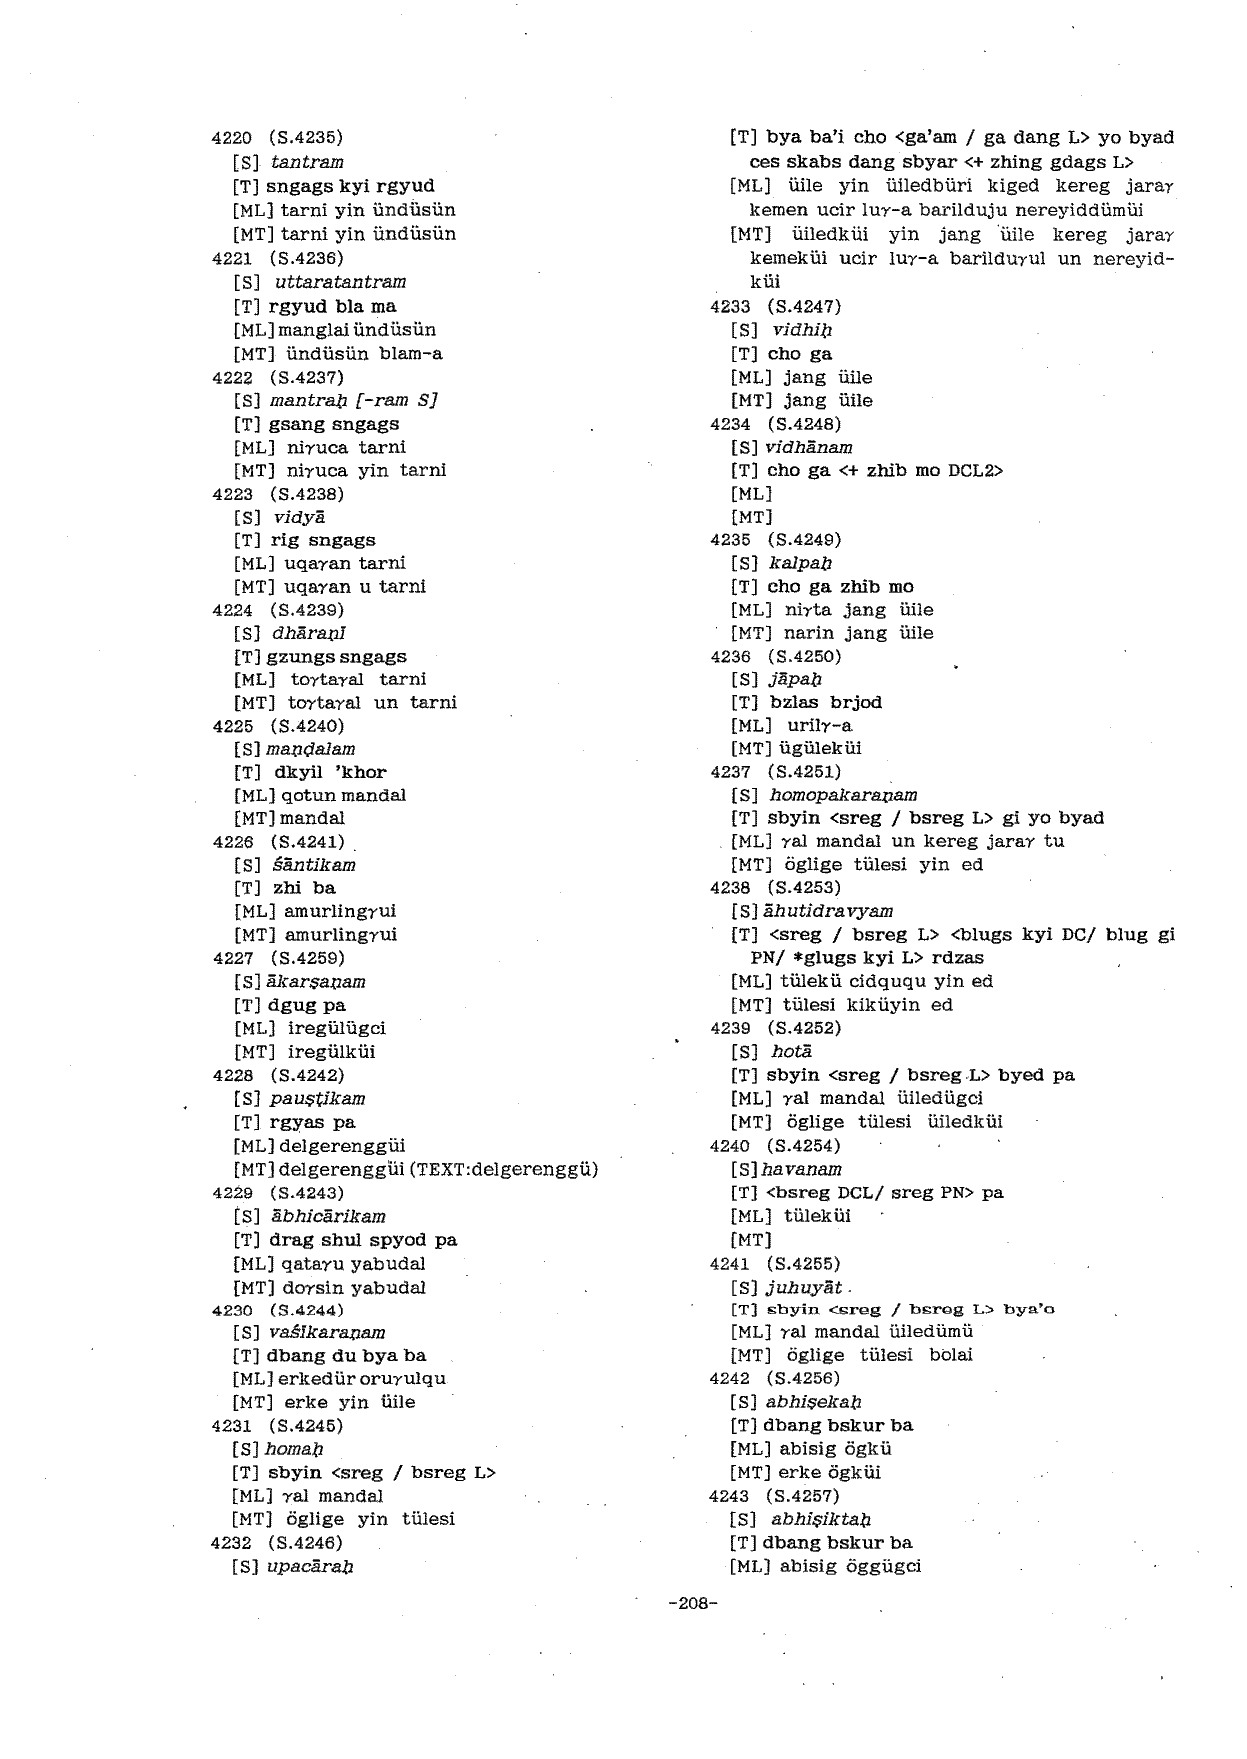 4220 (S.4235)
[S] tantram
[T] sngags kyi rgyud
[ML] tarni yin ündüsün
[MT] tarni yin ündüsün
4221 (S.4236)
[S] uttaratantram
[T] rgyud bla ma
[ML] manglai ündüsün
[MT] ündüsün blam-a
4222 (S.4237)
[S] mantraḥ [-ram S]
[T] gsang sngags
[ML] niγuca tarni
[MT] niγuca yin tarni
4223 (S.4238)
[S] vidyā
[T] rig sngags
[ML] uqaγan tarni
[MT] uqaγan u tarni
4224 (S.4239)
[S] dhāraṇī
[T] gzungs sngags
[ML] toγtaγal tarni
[MT] toγtaγal un tarni
4225 (S.4240)
[S] maṇḍalam
[T] dkyil 'khor
[ML] qotun mandal
[MT] mandal
4226 (S.4241)
[S] śāntikam
[T] zhi ba
[ML] amurlingγui
[MT] amurlingγui
4227 (S.4259)
[S] ākarṣaṇam
[T] dgug pa
[ML] iregülügci
[MT] iregülküi
4228 (S.4242)
[S] pauṣṭikam
[T] rgyas pa
[ML] delgerenggüi
[MT] delgerenggüi (TEXT:delgerenggü)
4229 (S.4243)
[S] ābhicārikam
[T] drag shul spyod pa
[ML] qataγu yabudal
[MT] doγsin yabudal
4230 (S.4244)
[S] vaśīkaraṇam
[T] dbang du bya ba
[ML] erkedür oruγulqu
[MT] erke yin üile
4231 (S.4245)
[S] homaḥ
[T] sbyin <sreg / bsreg L>
[ML] γal mandal
[MT] öglige yin tülesi
4232 (S.4246)
[S] upacāraḥ
[T] bya ba'i cho <ga'am / ga dang L> yo byad
ces skabs dang sbyar <+ zhing gdags L>
[ML] üile yin üiledbüri kiged kereg jaraγ
kemen ucir luγ-a barilduju nereyiddümüi
[MT] üiledküi yin jang üile kereg jaraγ
kemeküi ucir luγ-a barilduγul un nereyid-
küi
4233 (S.4247)
[S] vidhiḥ
[T] cho ga
[ML] jang üile
[MT] jang üile
4234 (S.4248)
[S] vidhānam
[T] cho ga <+ zhib mo DCL2>
[ML]
[MT]
4235 (S.4249)
[S] kalpaḥ
[T] cho ga zhib mo
[ML] niγta jang üile
[MT] narin jang üile
4236 (S.4250)
[S] jāpaḥ
[T] bzlas brjod
[ML] urilγ-a
[MT] ügüleküi
4237 (S.4251)
[S] homopakaraṇam
[T] sbyin <sreg / bsreg L> gi yo byad
[ML] γal mandal un kereg jaraγ tu
[MT] öglige tülesi yin ed
4238 (S.4253)
[S] āhutidravyam
[T] <sreg / bsreg L> <blugs kyi DC/ blug gi
PN/ *glugs kyi L> rdzas
[ML] tülekü cidququ yin ed
[MT] tülesi kiküyin ed
4239 (S.4252)
[S] hotā
[T] sbyin <sreg / bsreg L> byed pa
[ML] γal mandal üiledügci
[MT] öglige tülesi üiledküi
4240 (S.4254)
[S] havanam
[T] <bsreg DCL/ sreg PN> pa
[ML] tüleküi
[MT]
4241 (S.4255)
[S] juhuyāt
[T] sbyin <sreg / bsreg L> bya'o
[ML] γal mandal üiledümü
[MT] öglige tülesi bolai
4242 (S.4256)
[S] abhiṣekaḥ
[T] dbang bskur ba
[ML] abisig ögkü
[MT] erke ögküi
4243 (S.4257)
[S] abhiṣiktaḥ
[T] dbang bskur ba
[ML] abisig öggügci
-208-